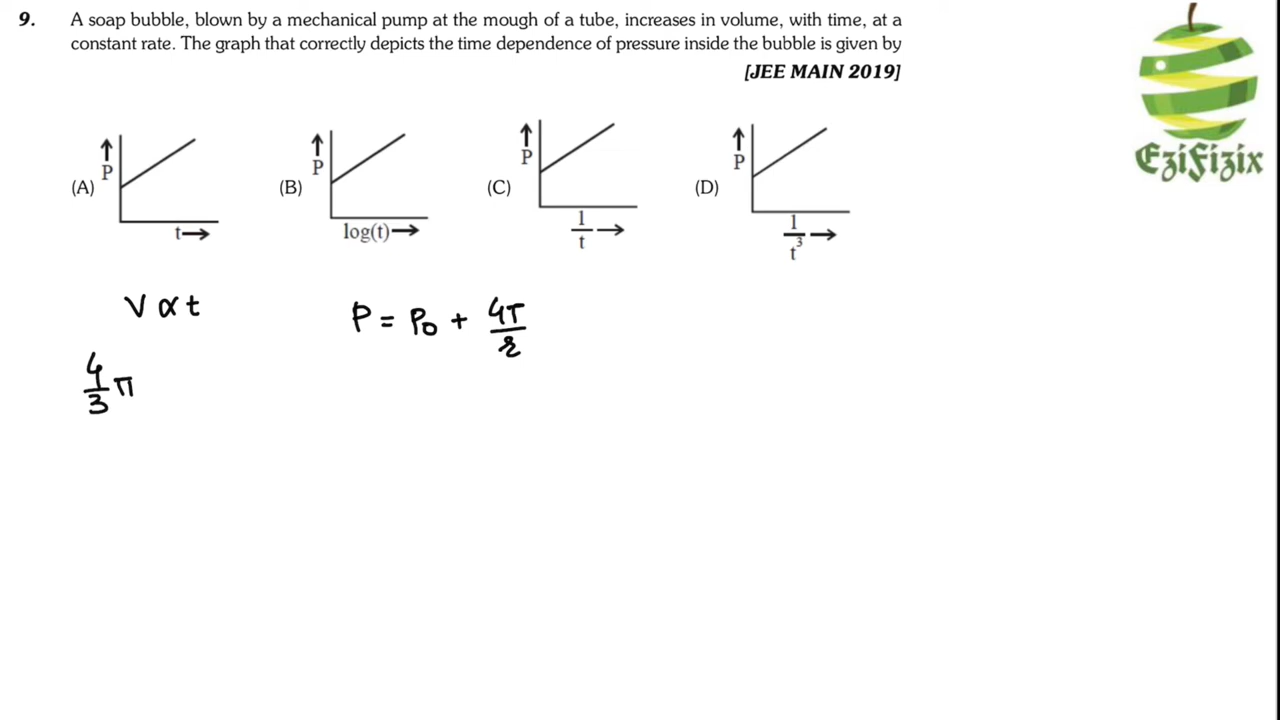 9. A soap bubble, blown by a mechanical pump at the mough of a tube, increases in volume, with time, at a
constant rate. The graph that correctly depicts the time dependence of pressure inside the bubble is given by
[JEE MAIN 2019]
EziFizix
(A) P t
(B) P log(t)
(C) P 1/t
(D) P 1/t³
V ∝ t
P = P₀ + 4T/r
4/3 π